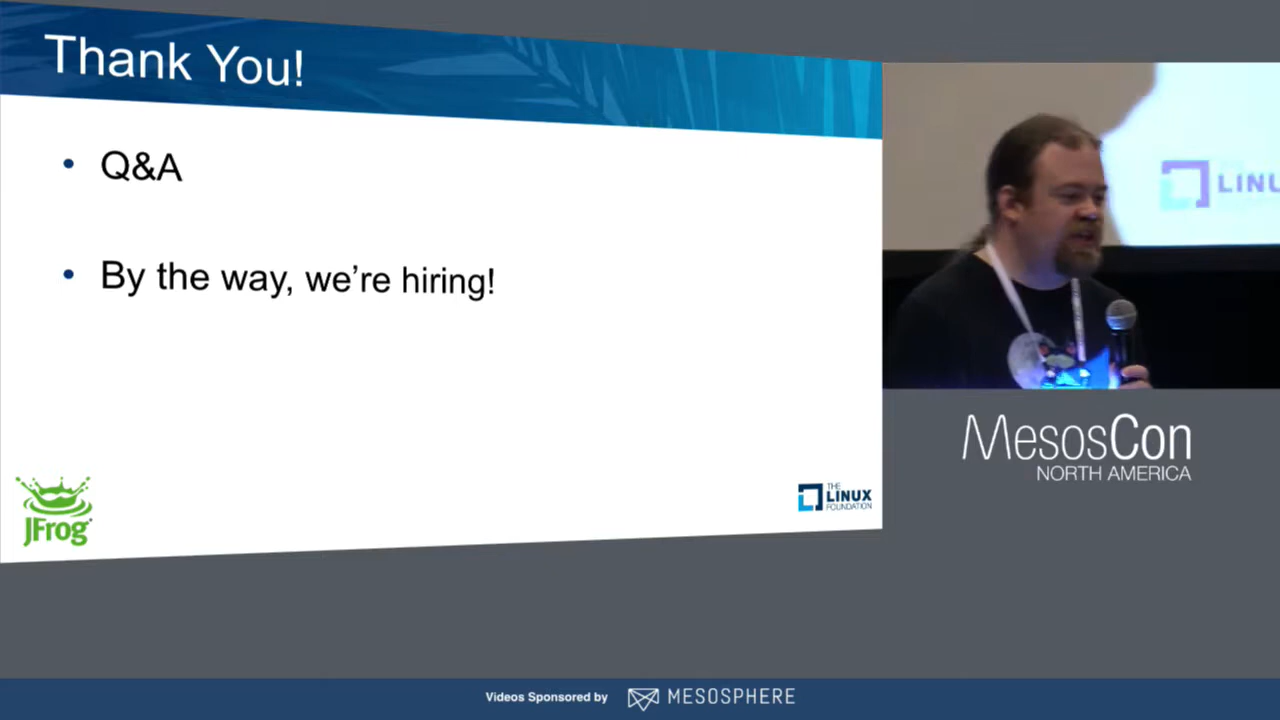 Thank You!
• Q&A
• By the way, we're hiring!
JFrog
THE
LINUX
FOUNDATION
LINU
MesosCon
NORTH AMERICA
Videos Sponsored by MESOSPHERE